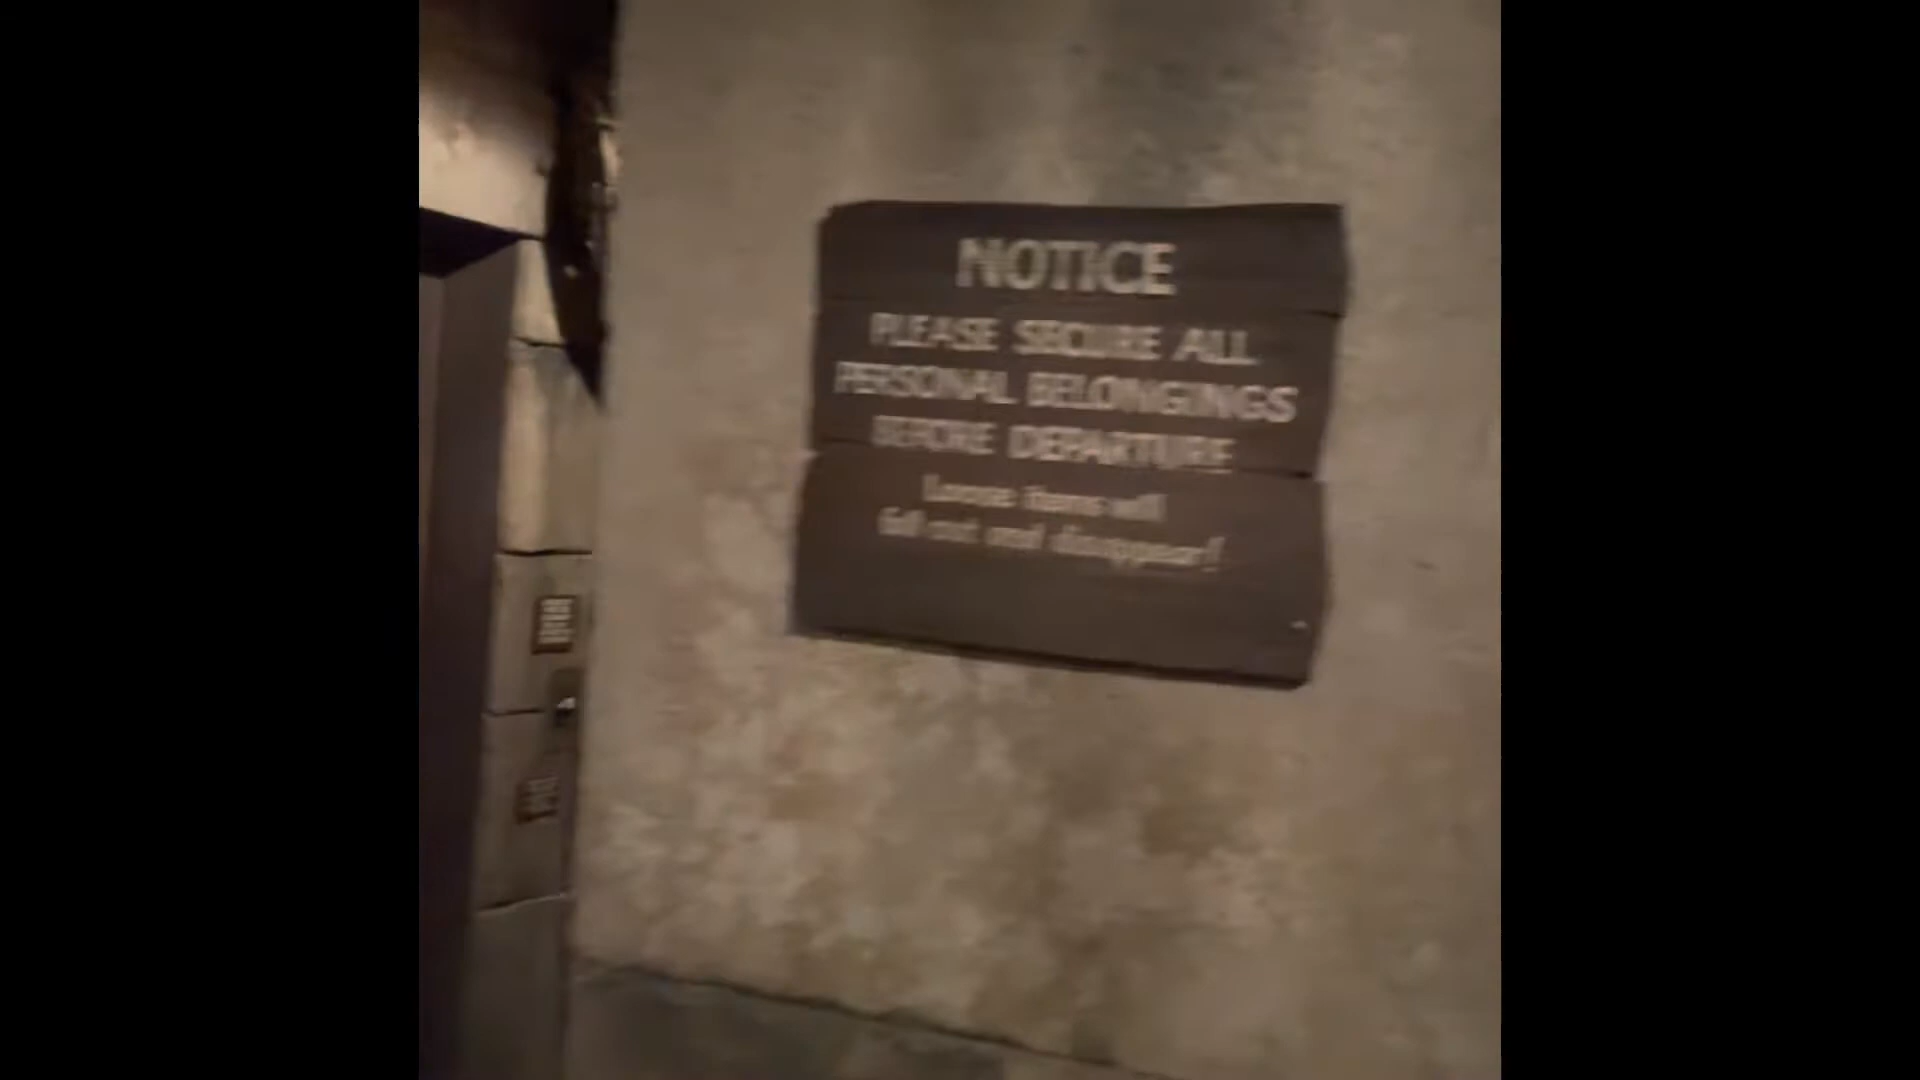 NOTICE
PLEASE SECURE ALL
PERSONAL BELONGINGS
BEFORE DEPARTURE
Loose items will
fall out and disappear!